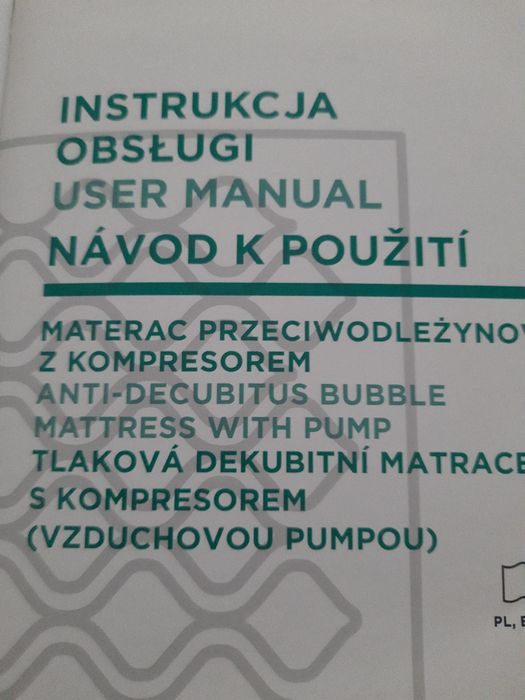 INSTRUKCJA
OBSŁUGI
USER MANUAL
NÁVOD K POUŽITÍ
MATERAC PRZECIWODLEŻYNOW
Z KOMPRESOREM
ANTI-DECUBITUS BUBBLE
MATTRESS WITH PUMP
TLAKOVÁ DEKUBITNÍ MATRACE
S KOMPRESOREM
(VZDUCHOVOU PUMPOU)
PL, E